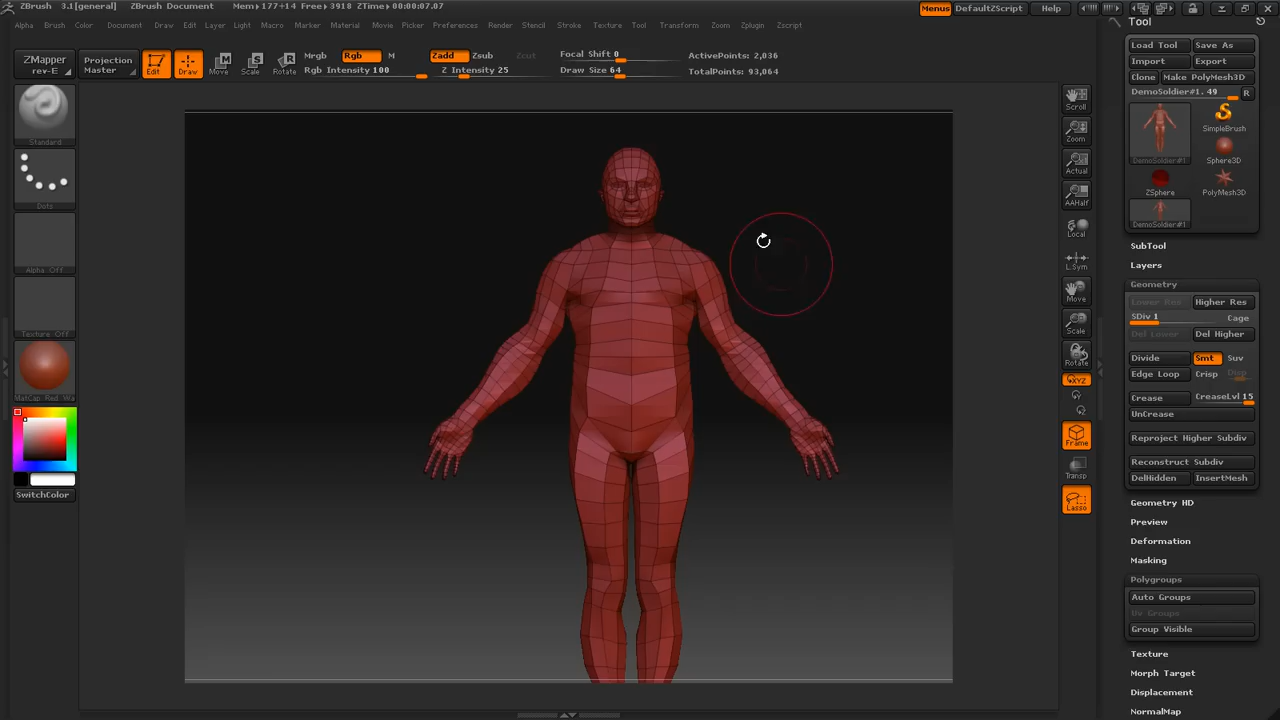 ZBrush 3.1[general] ZBrush Document Mem▸177+14 Free▸3918 ZTime▸00:00:07.07 Menus DefaultZScript Help
Alpha Brush Color Document Draw Edit Layer Light Macro Marker Material Movie Picker Preferences Render Stencil Stroke Texture Tool Transform Zoom Zplugin Zscript
Tool
Load Tool Save As
Import Export
Clone Make PolyMesh3D
DemoSoldier#1. 49 R
SimpleBrush
DemoSoldier#1
Sphere3D
ZSphere
PolyMesh3D
DemoSoldier#1
ZMapper
rev-E
Projection
Master
Edit
Draw
Move
Scale
Rotate
Mrgb Rgb M
Rgb Intensity 100
Zadd Zsub Zcut
Z Intensity 25
Focal Shift 0
Draw Size 64
ActivePoints: 2,036
TotalPoints: 93,064
Standard
Dots
Alpha Off
Texture Off
MatCap Red Wa
SwitchColor
Scroll
Zoom
Actual
AAHalf
Local
L.Sym
Move
Scale
Rotate
XYZ
Frame
Transp
Lasso
SubTool
Layers
Geometry
Lower Res Higher Res
SDiv 1 Cage
Del Lower Del Higher
Divide Smt Suv
Edge Loop Crisp Disp
Crease CreaseLvl 15
UnCrease
Reproject Higher Subdiv
Reconstruct Subdiv
DelHidden InsertMesh
Geometry HD
Preview
Deformation
Masking
Polygroups
Auto Groups
Uv Groups
Group Visible
Texture
Morph Target
Displacement
NormalMap